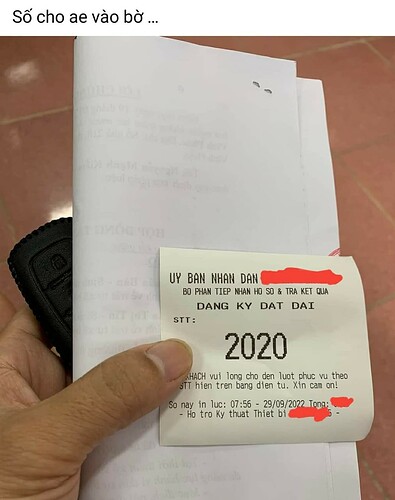 Số cho ae vào bờ ...
UY BAN NHAN DAN
BO PHAN TIEP NHAN HO SO & TRA KET QUA
DANG KY DAT DAI
STT:
2020
KHACH vui long cho den luot phuc vu theo
STT hien tren bang dien tu. Xin cam on!
So nay in luc: 07:56 - 29/09/2022 Tong:
- Ho tro Ky thuat Thiet bi